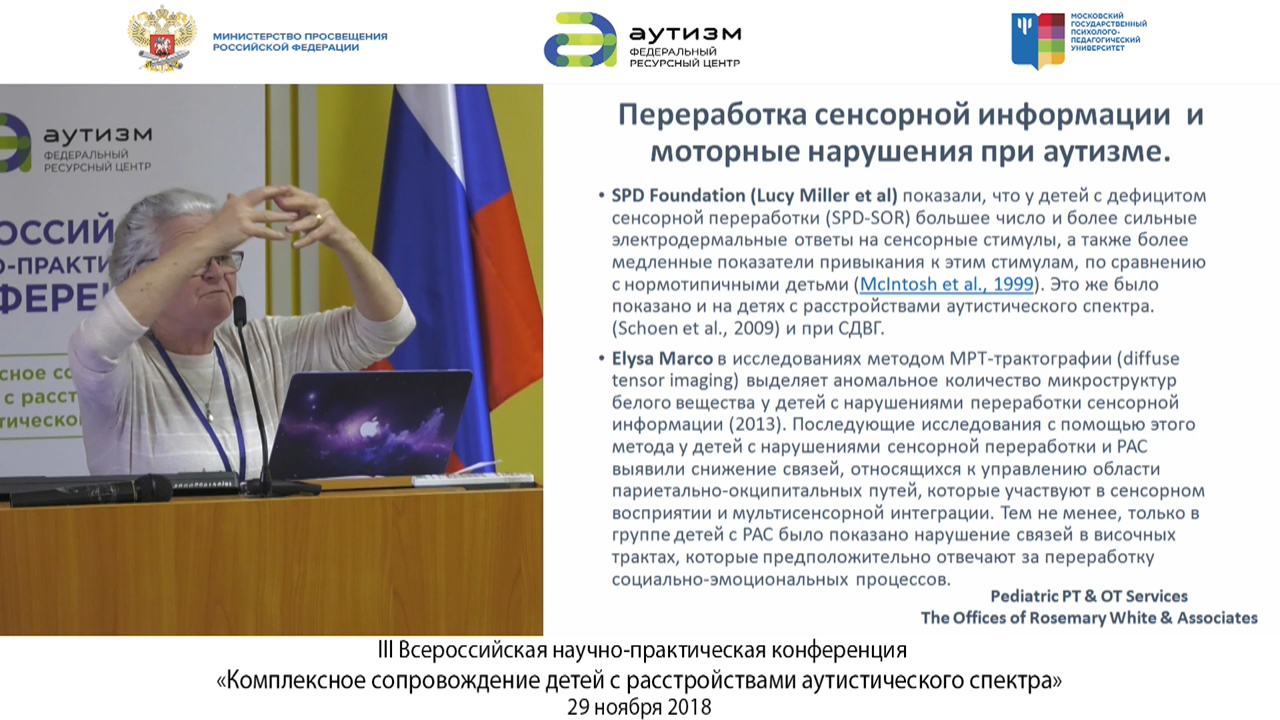 МИНИСТЕРСТВО ПРОСВЕЩЕНИЯ
РОССИЙСКОЙ ФЕДЕРАЦИИ
аутизм
ФЕДЕРАЛЬНЫЙ
РЕСУРСНЫЙ ЦЕНТР
МОСКОВСКИЙ
ГОСУДАРСТВЕННЫЙ
ПСИХОЛОГО-
ПЕДАГОГИЧЕСКИЙ
УНИВЕРСИТЕТ
аутизм
ФЕДЕРАЛЬНЫЙ
РЕСУРСНЫЙ ЦЕНТР
ОССИЙ
О-ПРАКТИ
ФЕРЕН
сное со
с расст
тическо
Переработка сенсорной информации и
моторные нарушения при аутизме.
• SPD Foundation (Lucy Miller et al) показали, что у детей с дефицитом
сенсорной переработки (SPD-SOR) большее число и более сильные
электродермальные ответы на сенсорные стимулы, а также более
медленные показатели привыкания к этим стимулам, по сравнению
с нормотипичными детьми (McIntosh et al., 1999). Это же было
показано и на детях с расстройствами аутистического спектра.
(Schoen et al., 2009) и при СДВГ.
• Elysa Marco в исследованиях методом МРТ-трактографии (diffuse
tensor imaging) выделяет аномальное количество микроструктур
белого вещества у детей с нарушениями переработки сенсорной
информации (2013). Последующие исследования с помощью этого
метода у детей с нарушениями сенсорной переработки и РАС
выявили снижение связей, относящихся к управлению области
париетально-окципитальных путей, которые участвуют в сенсорном
восприятии и мультисенсорной интеграции. Тем не менее, только в
группе детей с РАС было показано нарушение связей в височных
трактах, которые предположительно отвечают за переработку
социально-эмоциональных процессов.
Pediatric PT & OT Services
The Offices of Rosemary White & Associates
III Всероссийская научно-практическая конференция
«Комплексное сопровождение детей с расстройствами аутистического спектра»
29 ноября 2018